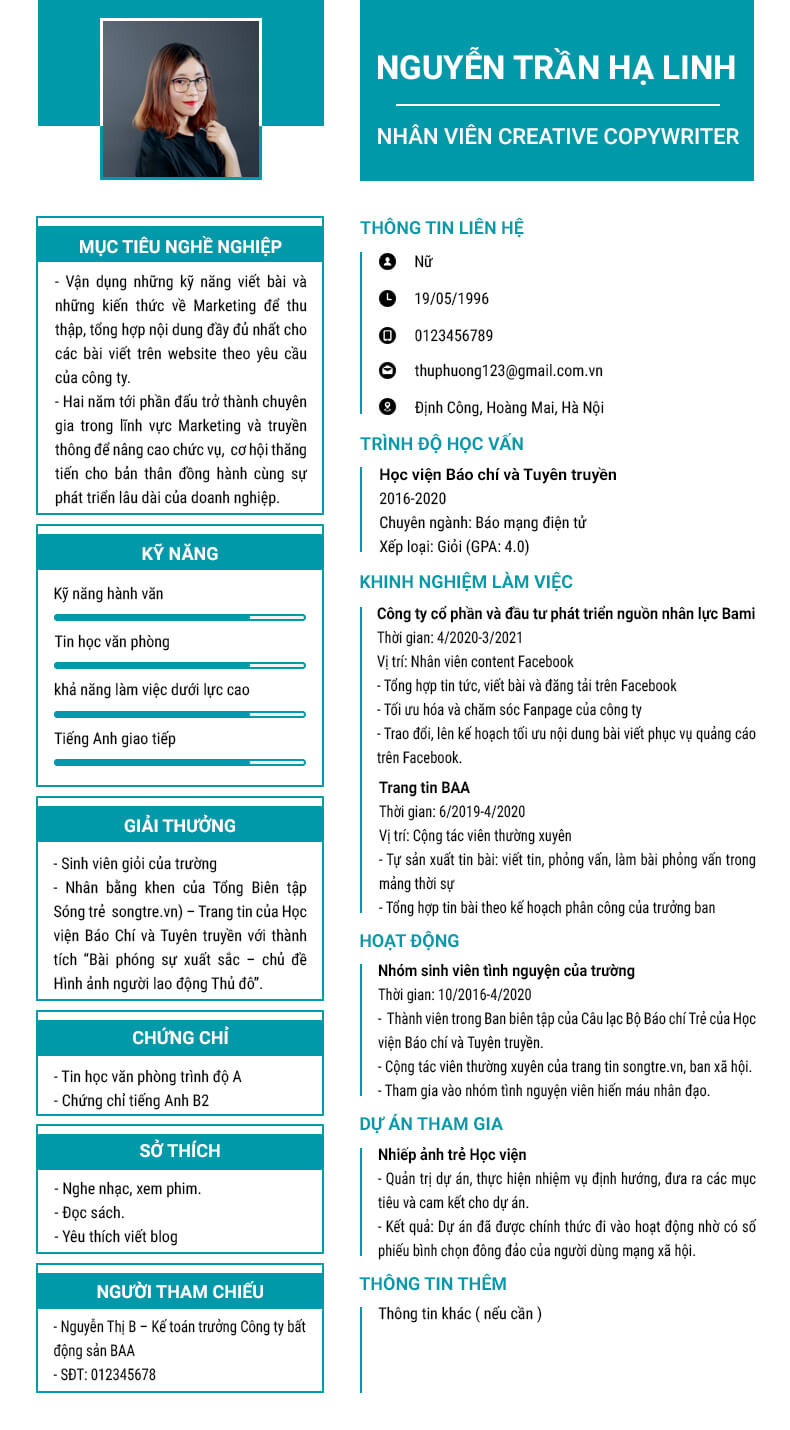 NGUYỄN TRẦN HẠ LINH
NHÂN VIÊN CREATIVE COPYWRITER
MỤC TIÊU NGHỀ NGHIỆP
- Vận dụng những kỹ năng viết bài và
những kiến thức về Marketing để thu
thập, tổng hợp nội dung đầy đủ nhất cho
các bài viết trên website theo yêu cầu
của công ty.
- Hai năm tới phấn đấu trở thành chuyên
gia trong lĩnh vực Marketing và truyền
thông để nâng cao chức vụ, cơ hội thăng
tiến cho bản thân đồng hành cùng sự
phát triển lâu dài của doanh nghiệp.
KỸ NĂNG
Kỹ năng hành văn
Tin học văn phòng
khả năng làm việc dưới lực cao
Tiếng Anh giao tiếp
GIẢI THƯỞNG
- Sinh viên giỏi của trường
- Nhân bằng khen của Tổng Biên tập
Sóng trẻ songtre.vn) – Trang tin của Học
viện Báo Chí và Tuyên truyền với thành
tích “Bài phóng sự xuất sắc – chủ đề
Hình ảnh người lao động Thủ đô”.
CHỨNG CHỈ
- Tin học văn phòng trình độ A
- Chứng chỉ tiếng Anh B2
SỞ THÍCH
- Nghe nhạc, xem phim.
- Đọc sách.
- Yêu thích viết blog
NGƯỜI THAM CHIẾU
- Nguyễn Thị B – Kế toán trưởng Công ty bất
động sản BAA
- SĐT: 012345678
THÔNG TIN LIÊN HỆ
Nữ
19/05/1996
0123456789
thuphuong123@gmail.com.vn
Định Công, Hoàng Mai, Hà Nội
TRÌNH ĐỘ HỌC VẤN
Học viện Báo chí và Tuyên truyền
2016-2020
Chuyên ngành: Báo mạng điện tử
Xếp loại: Giỏi (GPA: 4.0)
KHINH NGHIỆM LÀM VIỆC
Công ty cổ phần và đầu tư phát triển nguồn nhân lực Bami
Thời gian: 4/2020-3/2021
Vị trí: Nhân viên content Facebook
- Tổng hợp tin tức, viết bài và đăng tải trên Facebook
- Tối ưu hóa và chăm sóc Fanpage của công ty
- Trao đổi, lên kế hoạch tối ưu nội dung bài viết phục vụ quảng cáo
trên Facebook.
Trang tin BAA
Thời gian: 6/2019-4/2020
Vị trí: Cộng tác viên thường xuyên
- Tự sản xuất tin bài: viết tin, phỏng vấn, làm bài phỏng vấn trong
mảng thời sự
- Tổng hợp tin bài theo kế hoạch phân công của trưởng ban
HOẠT ĐỘNG
Nhóm sinh viên tình nguyện của trường
Thời gian: 10/2016-4/2020
- Thành viên trong Ban biên tập của Câu lạc Bộ Báo chí Trẻ của Học
viện Báo chí và Tuyên truyền.
- Cộng tác viên thường xuyên của trang tin songtre.vn, ban xã hội.
- Tham gia vào nhóm tình nguyện viên hiến máu nhân đạo.
DỰ ÁN THAM GIA
Nhiếp ảnh trẻ Học viện
- Quản trị dự án, thực hiện nhiệm vụ định hướng, đưa ra các mục
tiêu và cam kết cho dự án.
- Kết quả: Dự án đã được chính thức đi vào hoạt động nhờ có số
phiếu bình chọn đông đảo của người dùng mạng xã hội.
THÔNG TIN THÊM
Thông tin khác ( nếu cần )